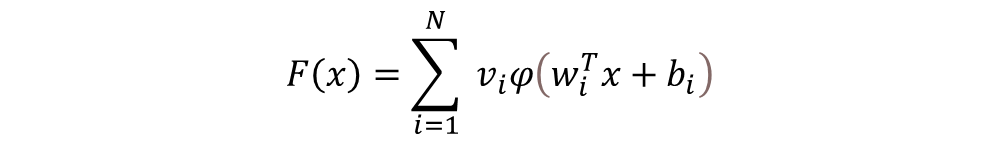 F(x) = ∑_{i=1}^{N} v_i φ(w_i^T x + b_i)